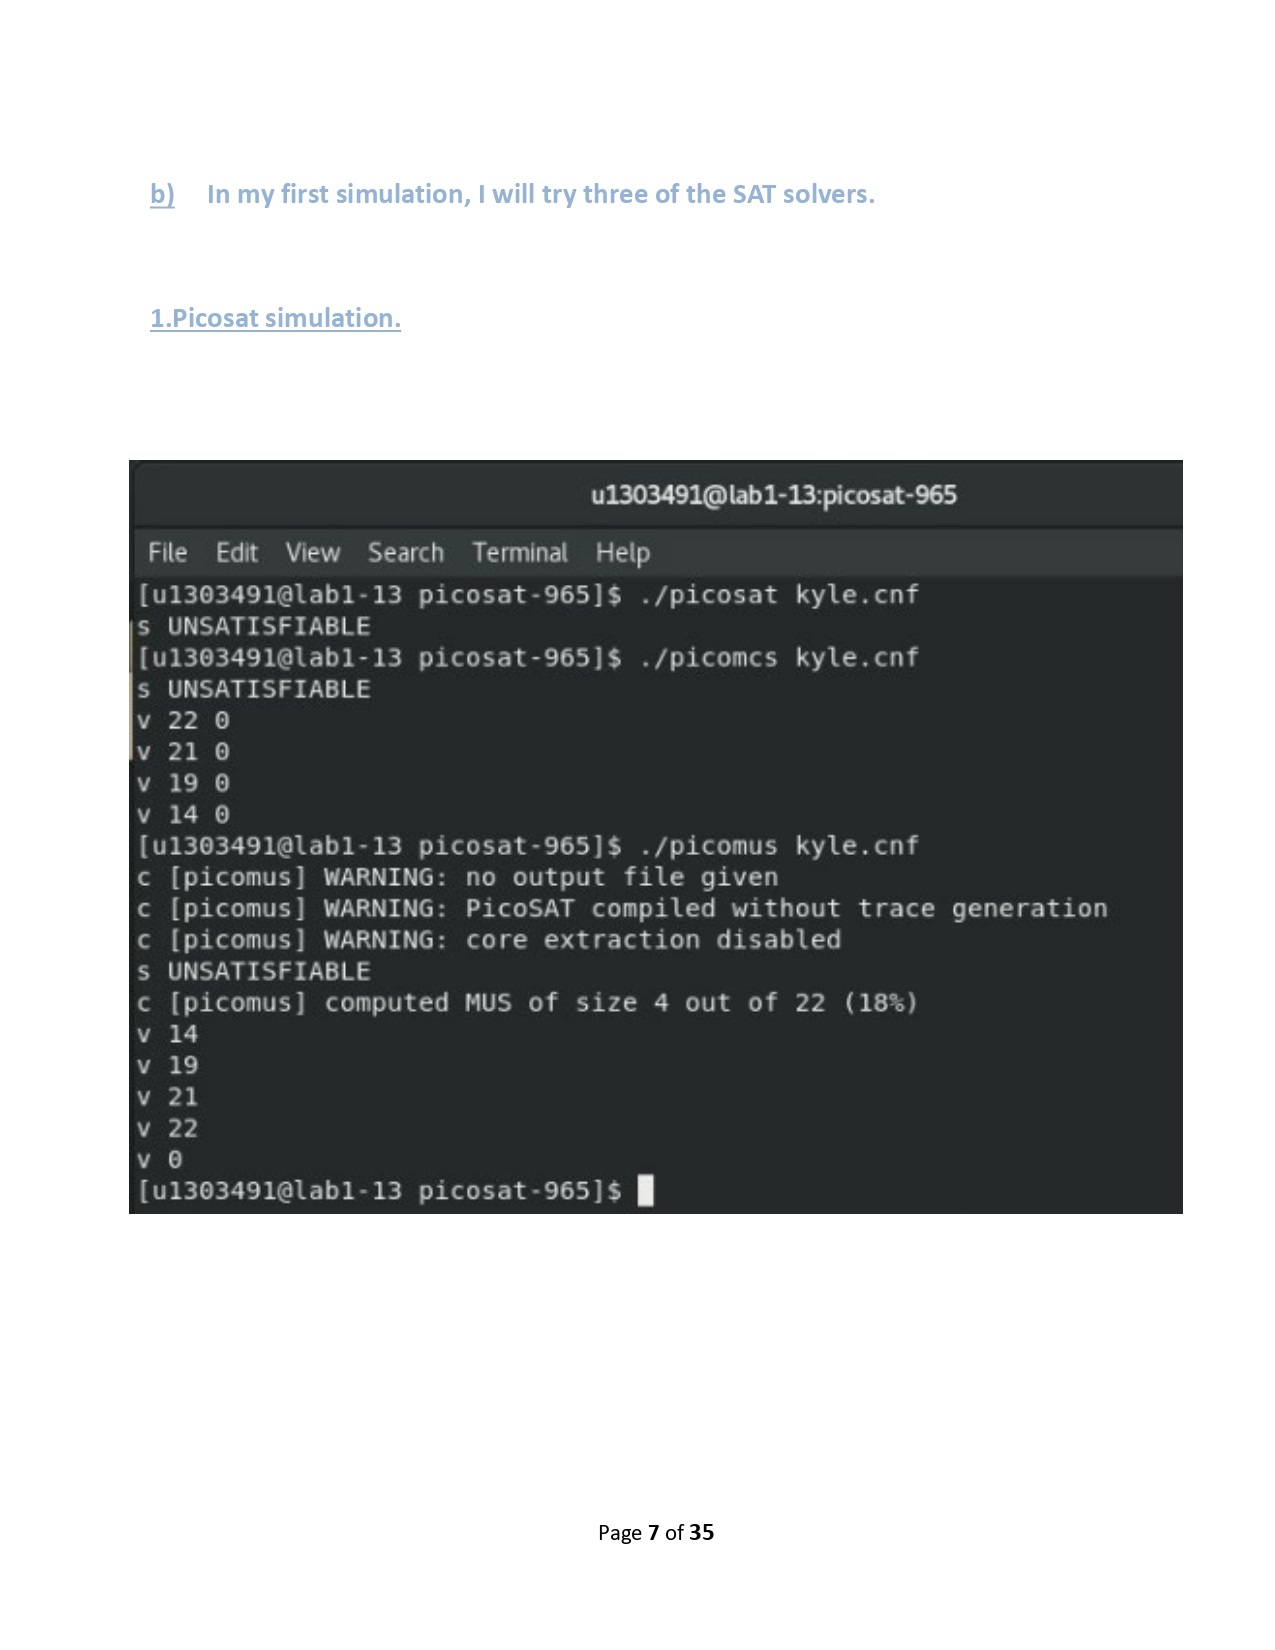 b) In my first simulation, I will try three of the SAT solvers.
1.Picosat simulation.
u1303491@lab1-13:picosat-965
File Edit View Search Terminal Help
[u1303491@lab1-13 picosat-965]$ ./picosat kyle.cnf
s UNSATISFIABLE
[u1303491@lab1-13 picosat-965]$ ./picomcs kyle.cnf
s UNSATISFIABLE
v 22 0
v 21 0
v 19 0
v 14 0
[u1303491@lab1-13 picosat-965]$ ./picomus kyle.cnf
c [picomus] WARNING: no output file given
c [picomus] WARNING: PicoSAT compiled without trace generation
c [picomus] WARNING: core extraction disabled
s UNSATISFIABLE
c [picomus] computed MUS of size 4 out of 22 (18%)
v 14
v 19
v 21
v 22
v 0
[u1303491@lab1-13 picosat-965]$
Page 7 of 35